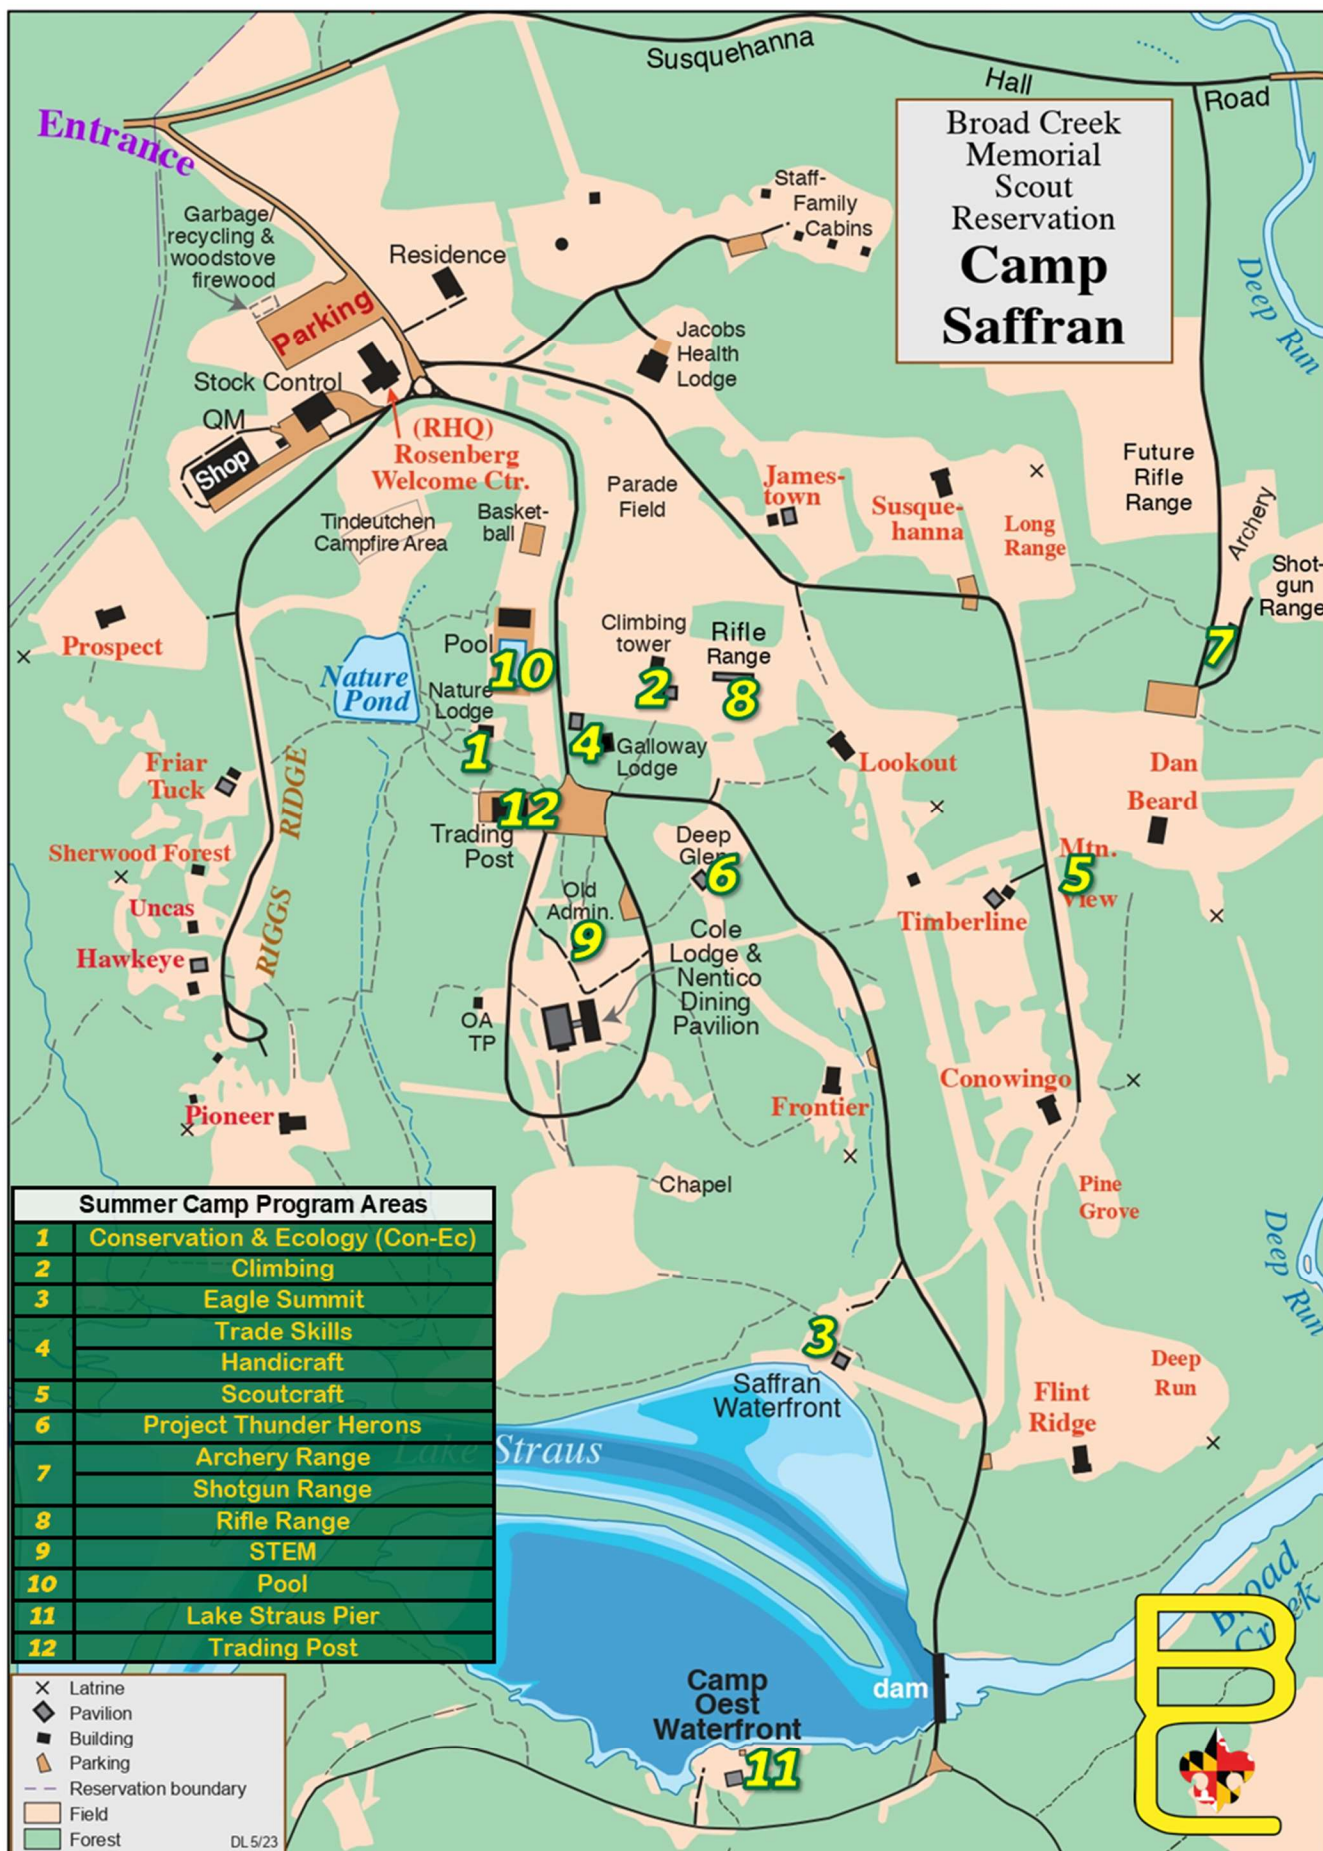 Susquehanna
Hall
Road
Entrance
Broad Creek
Memorial
Scout
Reservation
Camp
Saffran
Deep Run
Staff-
Family
Cabins
Garbage/
recycling &
woodstove
firewood
Residence
Parking
Jacobs
Health
Lodge
Stock Control
QM
Shop
(RHQ)
Rosenberg
Welcome Ctr.
Parade
Field
James-
town
Susque-
hanna
Long
Range
Future
Rifle
Range
Archery
Shot-
gun
Range
7
Tindeutchen
Campfire Area
Basket-
ball
Prospect
Nature
Pond
Pool
10
Climbing
tower
2
Rifle
Range
8
Nature
Lodge
1
4
Galloway
Lodge
Lookout
Dan
Beard
Friar
Tuck
RIGGS RIDGE
12
Trading
Post
Deep
Glen
6
Mtn.
5
View
Sherwood Forest
Uncas
Hawkeye
Old
Admin.
9
Timberline
Cole
Lodge &
Nentico
Dining
Pavilion
OA
TP
Pioneer
Frontier
Conowingo
Pine
Grove
Chapel
Deep Run
3
Saffran
Waterfront
Deep
Run
Flint
Ridge
Lake Straus
Summer Camp Program Areas
1 Conservation & Ecology (Con-Ec)
2 Climbing
3 Eagle Summit
4 Trade Skills
Handicraft
5 Scoutcraft
6 Project Thunder Herons
7 Archery Range
Shotgun Range
8 Rifle Range
9 STEM
10 Pool
11 Lake Straus Pier
12 Trading Post
Broad
Creek
dam
Camp
Oest
Waterfront
11
BC
Latrine
Pavilion
Building
Parking
Reservation boundary
Field
Forest
DL 5/23